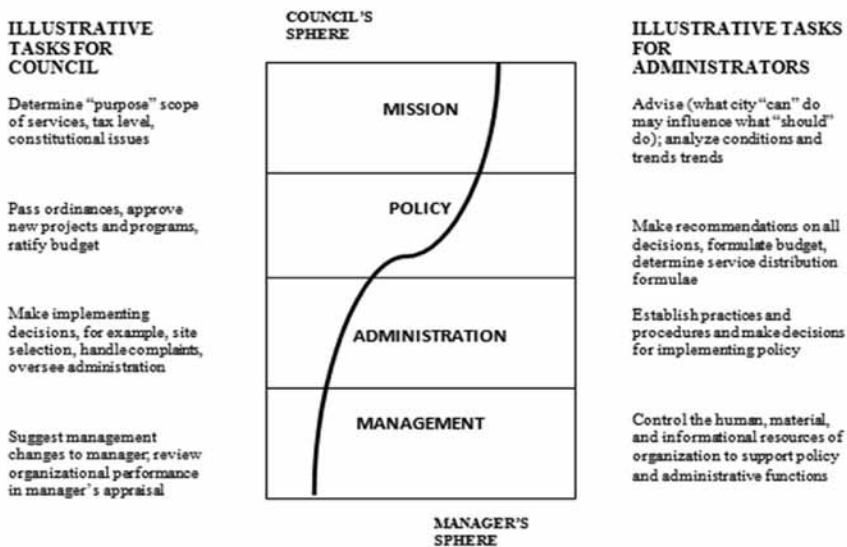 ILLUSTRATIVE
TASKS FOR
COUNCIL
Determine “purpose” scope
of services, tax level,
constitutional issues
Pass ordinances, approve
new projects and programs,
ratify budget
Make implementing
decisions, for example, site
selection, handle complaints,
oversee administration
Suggest management
changes to manager; review
organizational performance
in manager’s appraisal
COUNCIL’S
SPHERE
MISSION
POLICY
ADMINISTRATION
MANAGEMENT
MANAGER’S
SPHERE
ILLUSTRATIVE TASKS
FOR
ADMINISTRATORS
Advise (what city “can” do
may influence what “should”
do); analyze conditions and
trends trends
Make recommendations on all
decisions, formulate budget,
determine service distribution
formulae
Establish practices and
procedures and make decisions
for implementing policy
Control the human, material,
and informational resources of
organization to support policy
and administrative functions